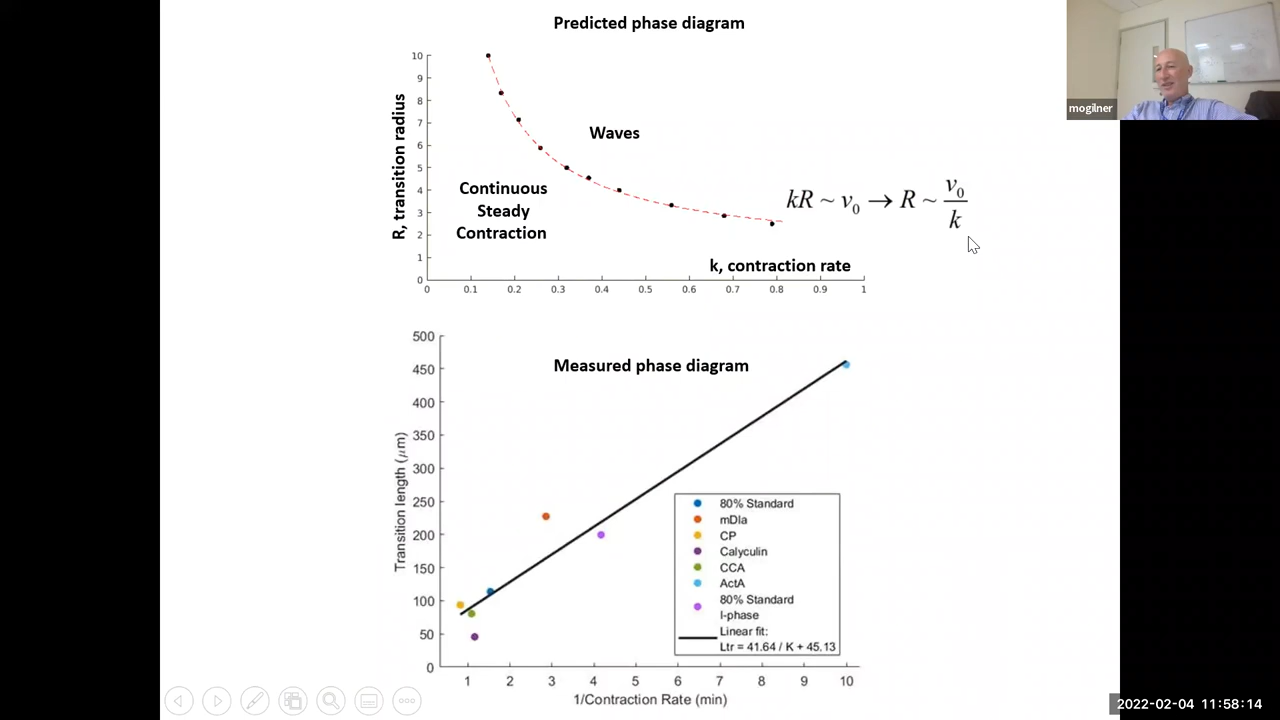 Predicted phase diagram
mogilner
10
9
8
7
6
5
4
3
2
1
0
R, transition radius
Waves
Continuous
Steady
Contraction
kR ~ v₀ → R ~ v₀/k
k, contraction rate
0 0.1 0.2 0.3 0.4 0.5 0.6 0.7 0.8 0.9 1
Measured phase diagram
500
450
400
350
300
250
200
150
100
50
0
Transition length (μm)
80% Standard
mDIa
CP
Calyculin
CCA
ActA
80% Standard
I-phase
Linear fit:
Ltr = 41.64 / K + 45.13
1 2 3 4 5 6 7 8 9 10
1/Contraction Rate (min)
2022-02-04 11:58:14